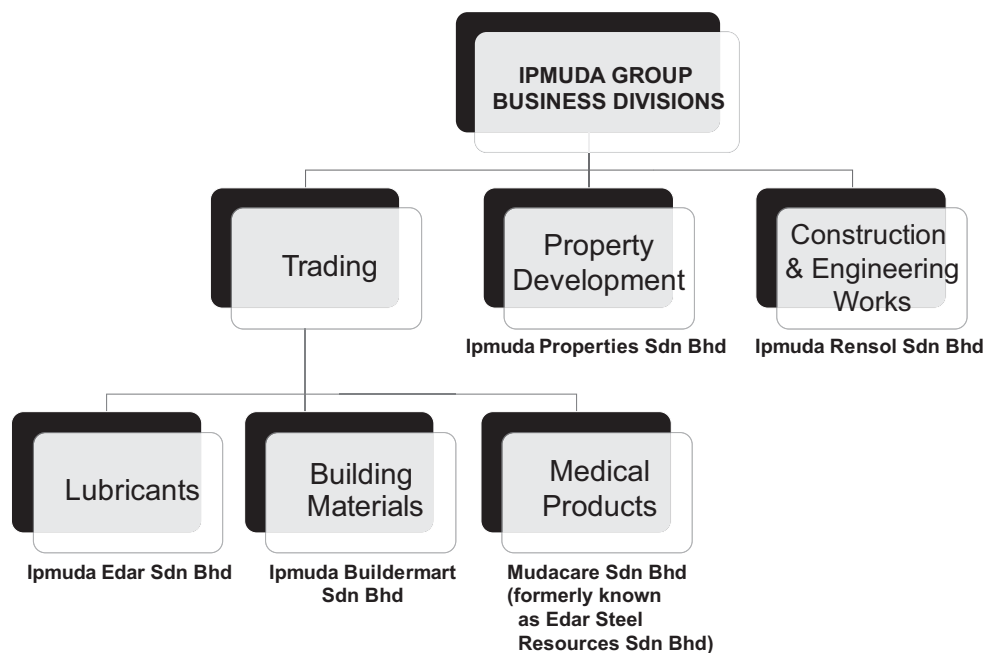 IPMUDA GROUP
BUSINESS DIVISIONS
Trading
Property
Development
Construction
& Engineering
Works
Ipmuda Properties Sdn Bhd
Ipmuda Rensol Sdn Bhd
Lubricants
Building
Materials
Medical
Products
Ipmuda Edar Sdn Bhd
Ipmuda Buildermart
Sdn Bhd
Mudacare Sdn Bhd
(formerly known
as Edar Steel
Resources Sdn Bhd)